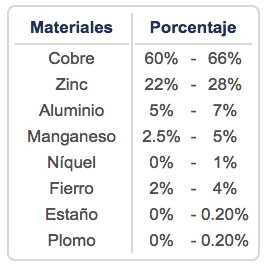 Materiales Porcentaje
Cobre 60% - 66%
Zinc 22% - 28%
Aluminio 5% - 7%
Manganeso 2.5% - 5%
Níquel 0% - 1%
Fierro 2% - 4%
Estaño 0% - 0.20%
Plomo 0% - 0.20%